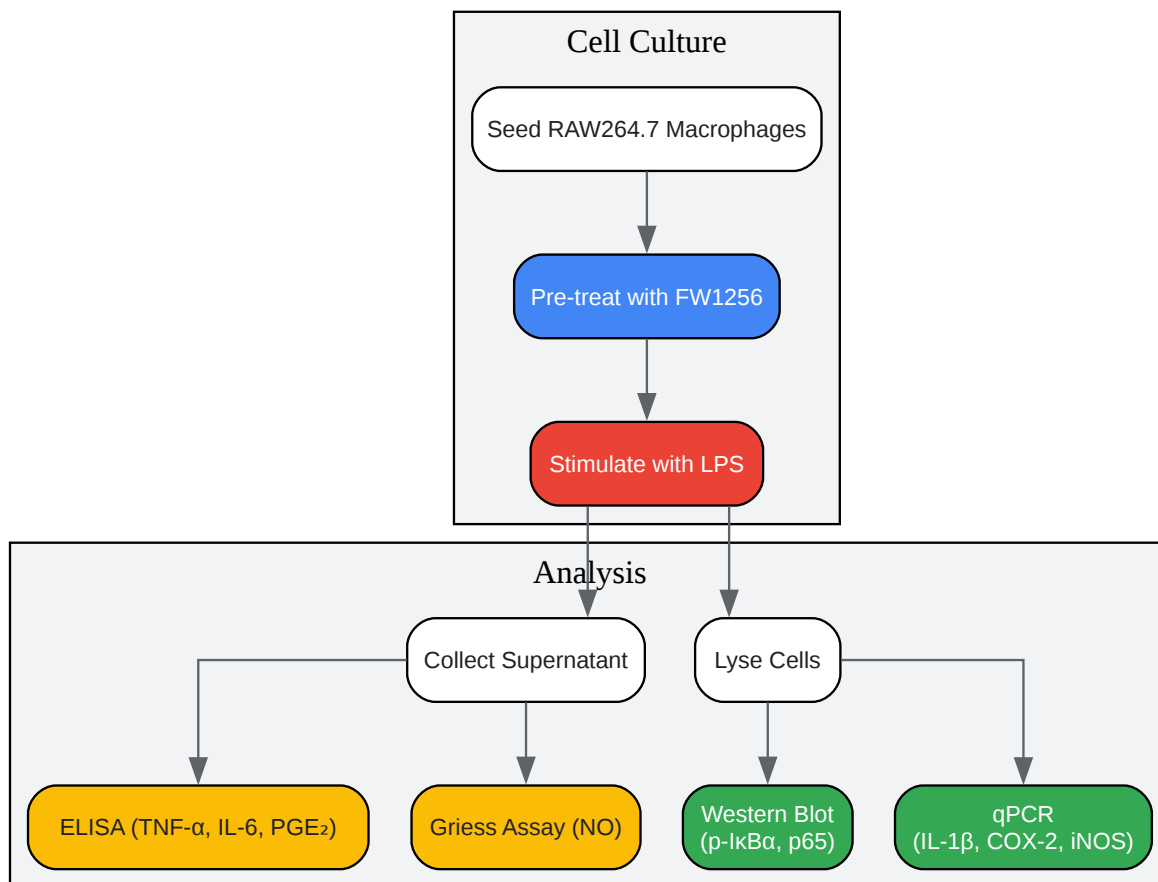 Cell Culture
Seed RAW264.7 Macrophages
Pre-treat with FW1256
Stimulate with LPS
Analysis
Collect Supernatant
Lyse Cells
ELISA (TNF-α, IL-6, PGE₂)
Griess Assay (NO)
Western Blot
(p-IκBα, p65)
qPCR
(IL-1β, COX-2, iNOS)